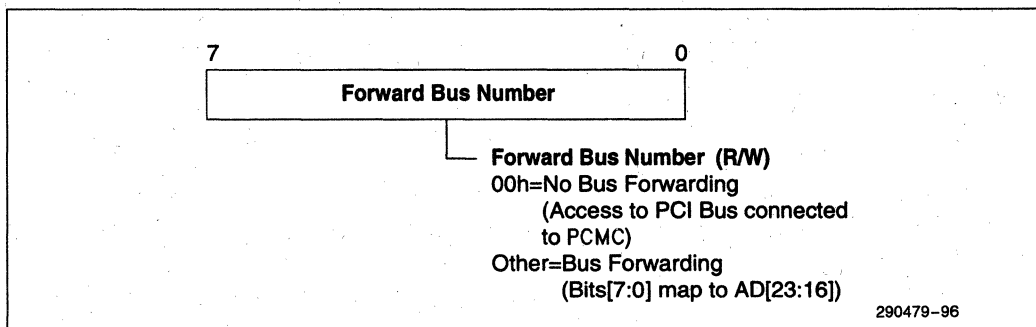 7 0
Forward Bus Number
Forward Bus Number (R/W)
00h=No Bus Forwarding
(Access to PCI Bus connected
to PCMC)
Other=Bus Forwarding
(Bits[7:0] map to AD[23:16])
290479-96